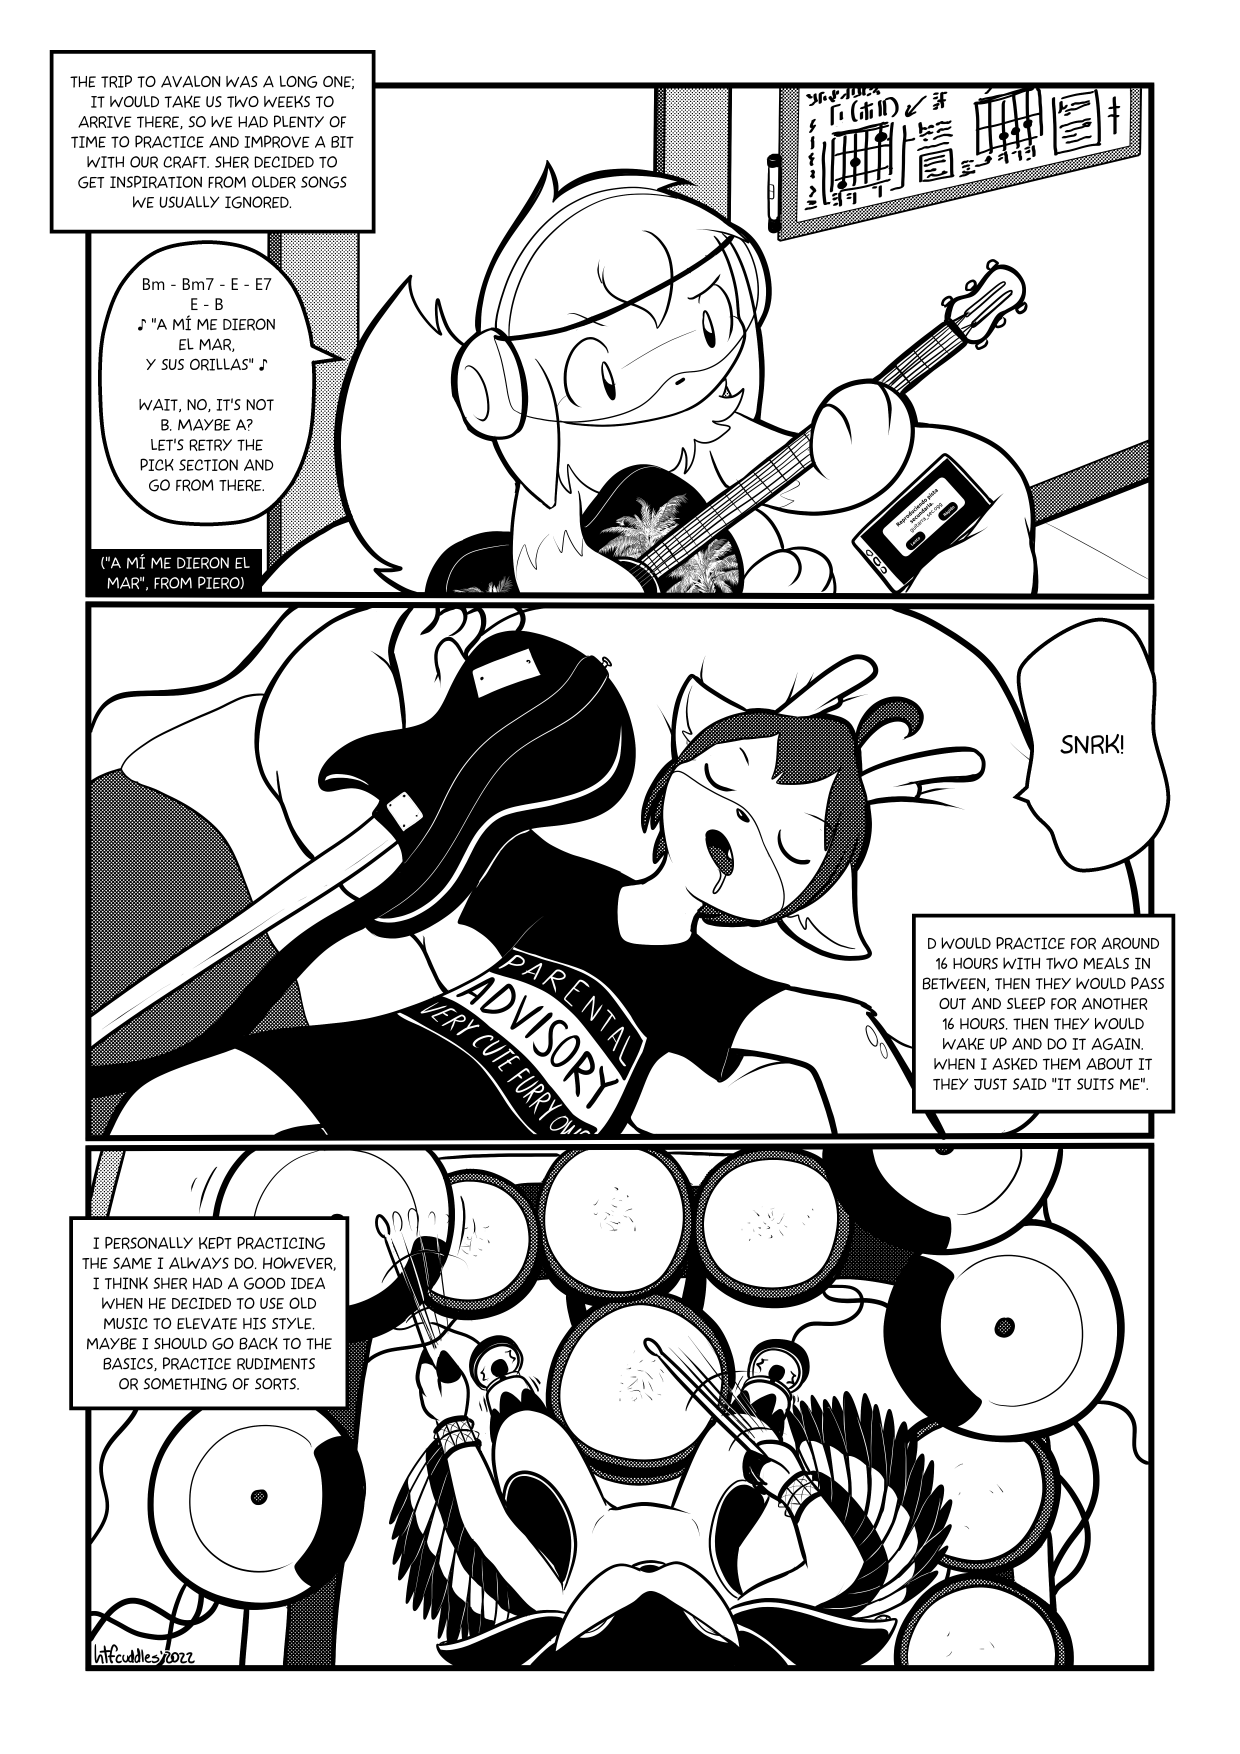 THE TRIP TO AVALON WAS A LONG ONE;
IT WOULD TAKE US TWO WEEKS TO
ARRIVE THERE, SO WE HAD PLENTY OF
TIME TO PRACTICE AND IMPROVE A BIT
WITH OUR CRAFT. SHER DECIDED TO
GET INSPIRATION FROM OLDER SONGS
WE USUALLY IGNORED.
Bm - Bm7 - E - E7
E - B
♪ "A MÍ ME DIERON
EL MAR,
Y SUS ORILLAS" ♪
WAIT, NO, IT'S NOT
B. MAYBE A?
LET'S RETRY THE
PICK SECTION AND
GO FROM THERE.
("A MÍ ME DIERON EL
MAR", FROM PIERO)
Reproduciendo pista
secundaria.
guitarra_sec.ogg
SNRK!
PARENTAL
ADVISORY
VERY CUTE FURRY
D WOULD PRACTICE FOR AROUND
16 HOURS WITH TWO MEALS IN
BETWEEN, THEN THEY WOULD PASS
OUT AND SLEEP FOR ANOTHER
16 HOURS. THEN THEY WOULD
WAKE UP AND DO IT AGAIN.
WHEN I ASKED THEM ABOUT IT
THEY JUST SAID "IT SUITS ME".
I PERSONALLY KEPT PRACTICING
THE SAME I ALWAYS DO. HOWEVER,
I THINK SHER HAD A GOOD IDEA
WHEN HE DECIDED TO USE OLD
MUSIC TO ELEVATE HIS STYLE.
MAYBE I SHOULD GO BACK TO THE
BASICS, PRACTICE RUDIMENTS
OR SOMETHING OF SORTS.
htfcuddles'2022